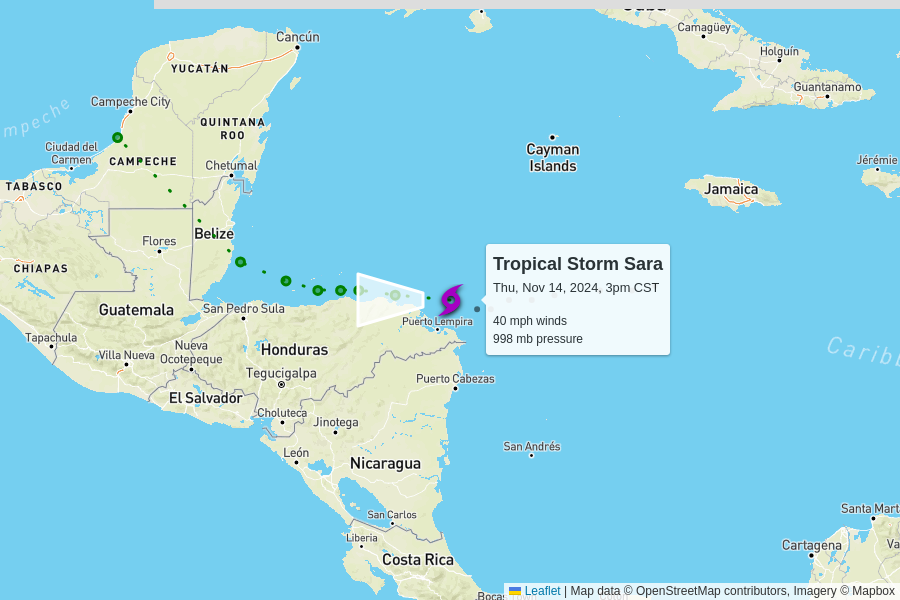 Cuba
Camagüey
Cancún
Holguín
YUCATÁN
Guantanamo
Campeche City
mpeche
QUINTANA
ROO
Ciudad del
Carmen
CAMPECHE
Cayman
Islands
Jérémie
Chetumal
TABASCO
Jamaica
Belize
Flores
CHIAPAS
Tropical Storm Sara
Thu, Nov 14, 2024, 3pm CST
40 mph winds
998 mb pressure
Guatemala
San Pedro Sula
Puerto Lempira
Tachapula
Nueva
Ocotepeque
Villa Nueva
Honduras
Tegucigalpa
Caribb
Puerto Cabezas
El Salvador
Choluteca
Jinotega
San Andrés
León
Nicaragua
San Carlos
Santa Mart
Liberia
Costa Rica
Cartagena
Va
Bocas
Leaflet | Map data © OpenStreetMap contributors, Imagery © Mapbox